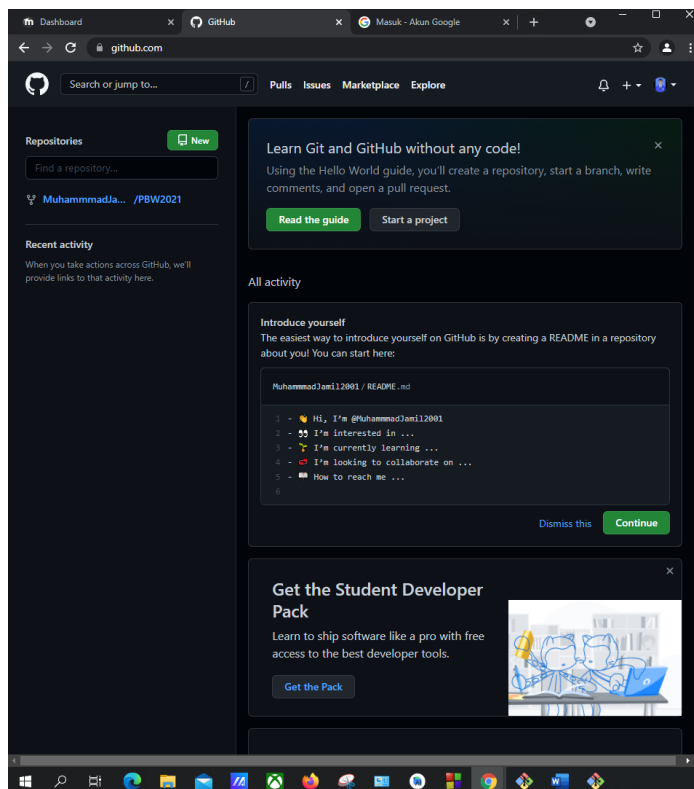 Dashboard
GitHub
Masuk - Akun Google
github.com
Search or jump to...
/
Pulls Issues Marketplace Explore
Repositories
New
Find a repository...
MuhammmadJa... /PBW2021
Recent activity
When you take actions across GitHub, we'll
provide links to that activity here.
Learn Git and GitHub without any code!
Using the Hello World guide, you'll create a repository, start a branch, write
comments, and open a pull request.
Read the guide
Start a project
All activity
Introduce yourself
The easiest way to introduce yourself on GitHub is by creating a README in a repository
about you! You can start here:
MuhammmadJamil2001 / README.md
1 - 👋 Hi, I'm @MuhammmadJamil2001
2 - 👀 I'm interested in ...
3 - 🌱 I'm currently learning ...
4 - 💞️ I'm looking to collaborate on ...
5 - 📫 How to reach me ...
6
Dismiss this
Continue
Get the Student Developer
Pack
Learn to ship software like a pro with free
access to the best developer tools.
Get the Pack